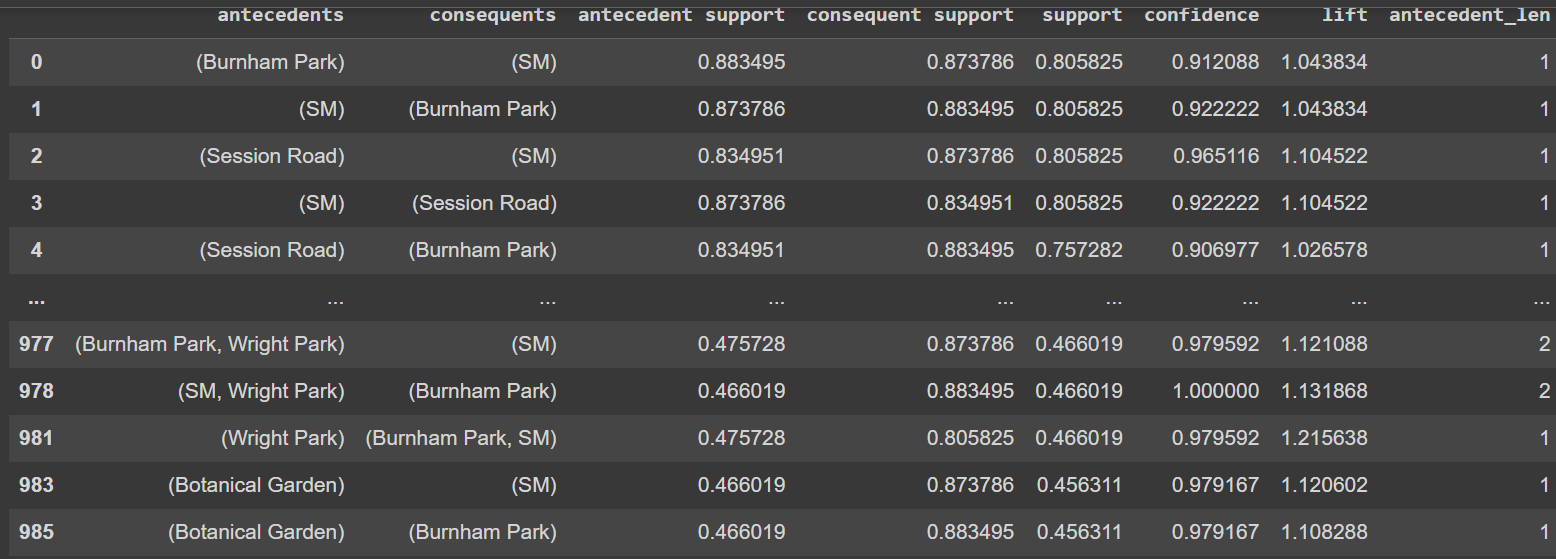 antecedents consequents antecedent support consequent support support confidence lift antecedent_len
0 (Burnham Park) (SM) 0.883495 0.873786 0.805825 0.912088 1.043834 1
1 (SM) (Burnham Park) 0.873786 0.883495 0.805825 0.922222 1.043834 1
2 (Session Road) (SM) 0.834951 0.873786 0.805825 0.965116 1.104522 1
3 (SM) (Session Road) 0.873786 0.834951 0.805825 0.922222 1.104522 1
4 (Session Road) (Burnham Park) 0.834951 0.883495 0.757282 0.906977 1.026578 1
... ... ... ... ... ... ... ... ...
977 (Burnham Park, Wright Park) (SM) 0.475728 0.873786 0.466019 0.979592 1.121088 2
978 (SM, Wright Park) (Burnham Park) 0.466019 0.883495 0.466019 1.000000 1.131868 2
981 (Wright Park) (Burnham Park, SM) 0.475728 0.805825 0.466019 0.979592 1.215638 1
983 (Botanical Garden) (SM) 0.466019 0.873786 0.456311 0.979167 1.120602 1
985 (Botanical Garden) (Burnham Park) 0.466019 0.883495 0.456311 0.979167 1.108288 1